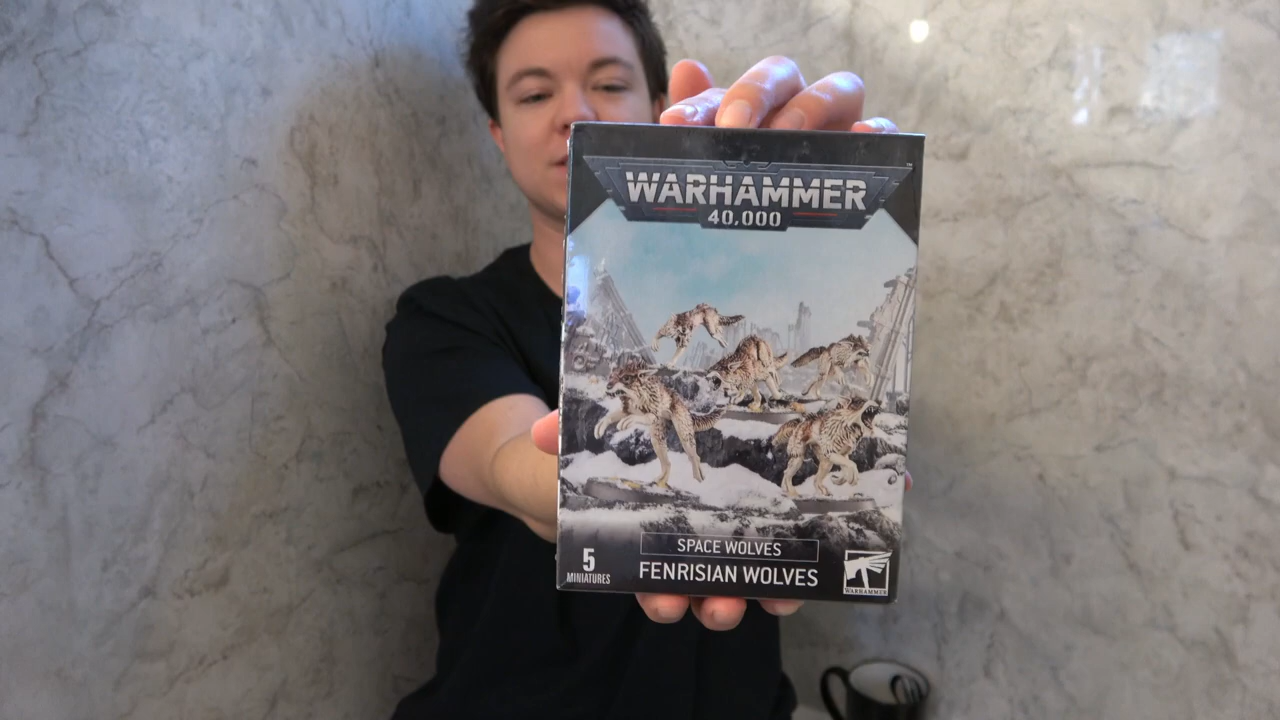 WARHAMMER
40,000
SPACE WOLVES
5
MINIATURES
FENRISIAN WOLVES
WARHAMMER